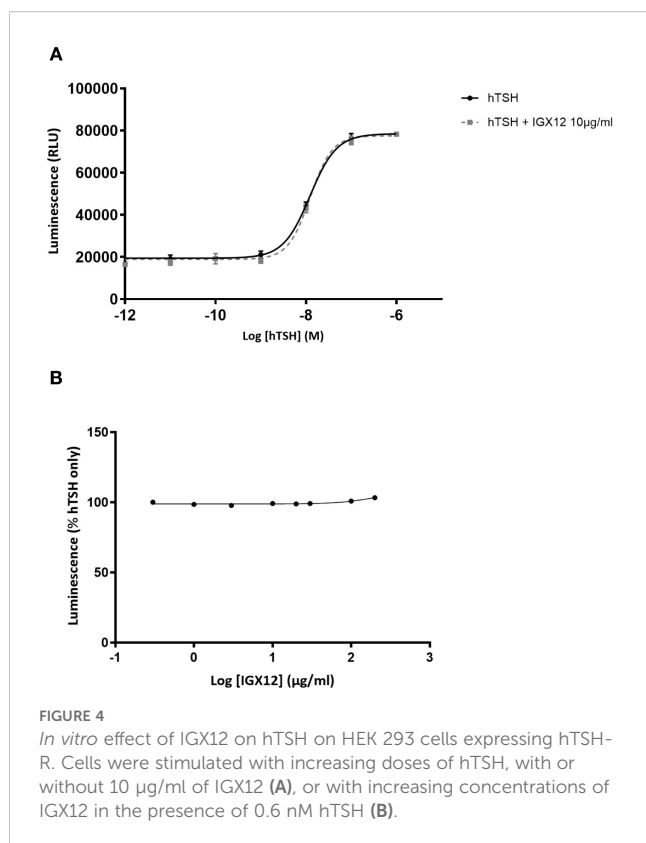 A
100000
80000
60000
40000
20000
0
Luminescence (RLU)
-12
-10
-8
-6
Log [hTSH] (M)
hTSH
hTSH + IGX12 10µg/ml
B
150
100
50
0
Luminescence (% hTSH only)
-1
0
1
2
3
Log [IGX12] (µg/ml)
FIGURE 4
In vitro effect of IGX12 on hTSH on HEK 293 cells expressing hTSH-
R. Cells were stimulated with increasing doses of hTSH, with or
without 10 µg/ml of IGX12 (A), or with increasing concentrations of
IGX12 in the presence of 0.6 nM hTSH (B).